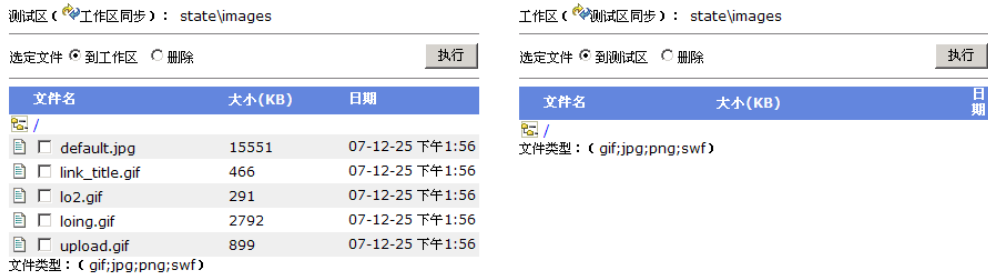 测试区（工作区同步）： state\images
选定文件 到工作区 删除 执行
文件名 大小(KB) 日期
/
default.jpg 15551 07-12-25 下午1:56
link_title.gif 466 07-12-25 下午1:56
lo2.gif 291 07-12-25 下午1:56
loing.gif 2792 07-12-25 下午1:56
upload.gif 899 07-12-25 下午1:56
文件类型：（gif;jpg;png;swf）
工作区（测试区同步）： state\images
选定文件 到测试区 删除 执行
文件名 大小(KB) 日期
/
文件类型：（gif;jpg;png;swf）